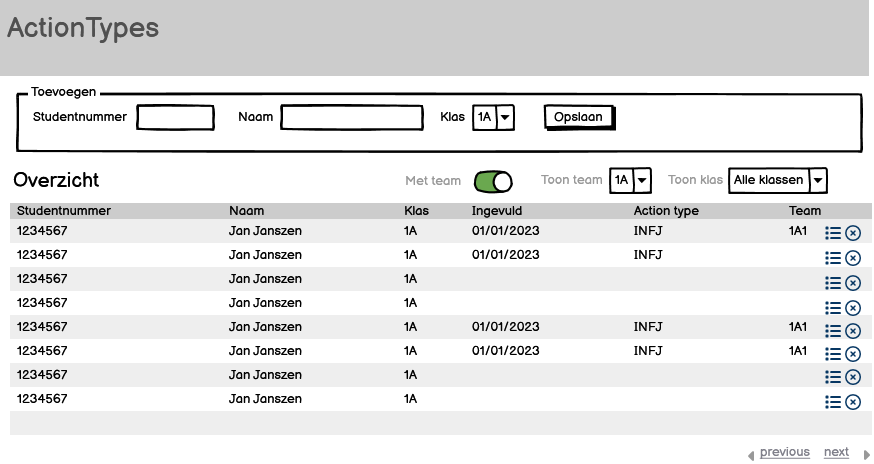 ActionTypes
Toevoegen
Studentnummer Naam Klas 1A Opslaan
Overzicht Met team Toon team 1A Toon klas Alle klassen
Studentnummer Naam Klas Ingevuld Action type Team
1234567 Jan Janszen 1A 01/01/2023 INFJ 1A1
1234567 Jan Janszen 1A 01/01/2023 INFJ
1234567 Jan Janszen 1A
1234567 Jan Janszen 1A
1234567 Jan Janszen 1A 01/01/2023 INFJ 1A1
1234567 Jan Janszen 1A 01/01/2023 INFJ 1A1
1234567 Jan Janszen 1A
1234567 Jan Janszen 1A
previous next